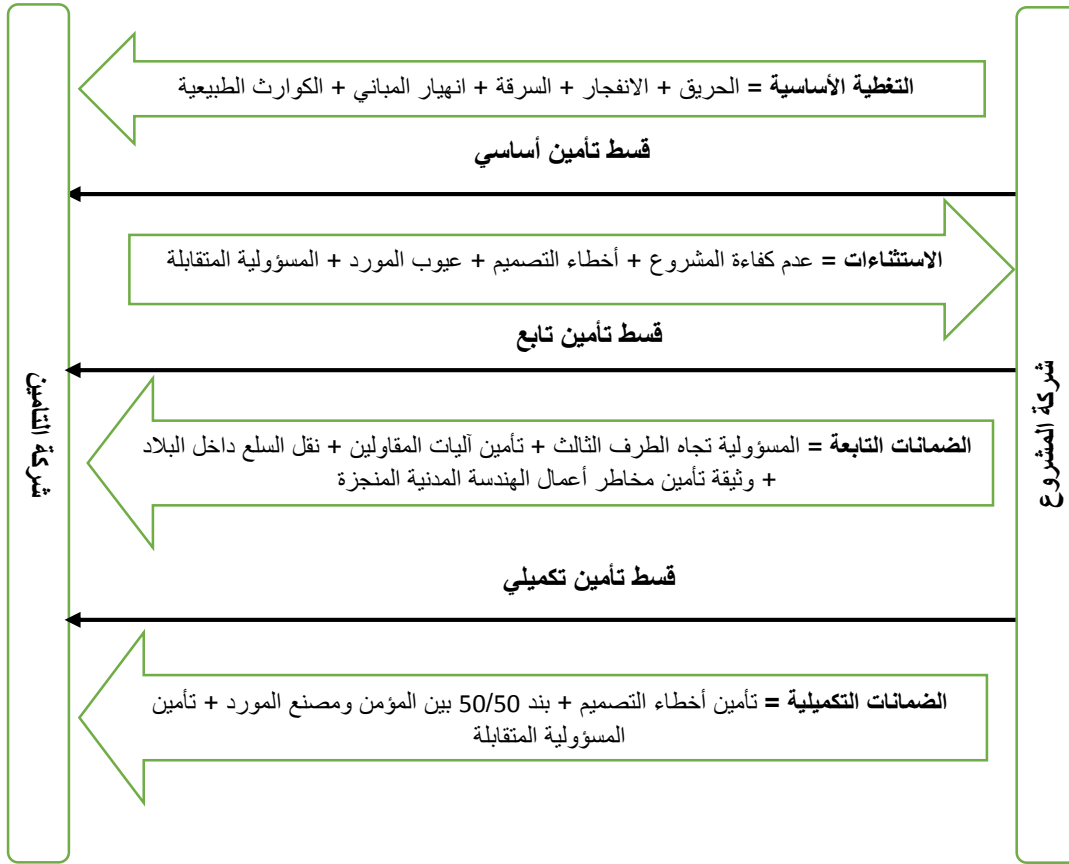 التغطية الأساسية = الحريق + الانفجار + السرقة + انهيار المباني + الكوارث الطبيعية
قسط تأمين أساسي
الاستثناءات = عدم كفاءة المشروع + أخطاء التصميم + عيوب المورد + المسؤولية المتقابلة
قسط تأمين تابع
شركة المشروع
شركة التامين
الضمانات التابعة = المسؤولية تجاه الطرف الثالث + تأمين آليات المقاولين + نقل السلع داخل البلاد
+ وثيقة تأمين مخاطر أعمال الهندسة المدنية المنجزة
قسط تأمين تكميلي
الضمانات التكميلية = تأمين أخطاء التصميم + بند 50/50 بين المؤمن ومصنع المورد + تأمين
المسؤولية المتقابلة